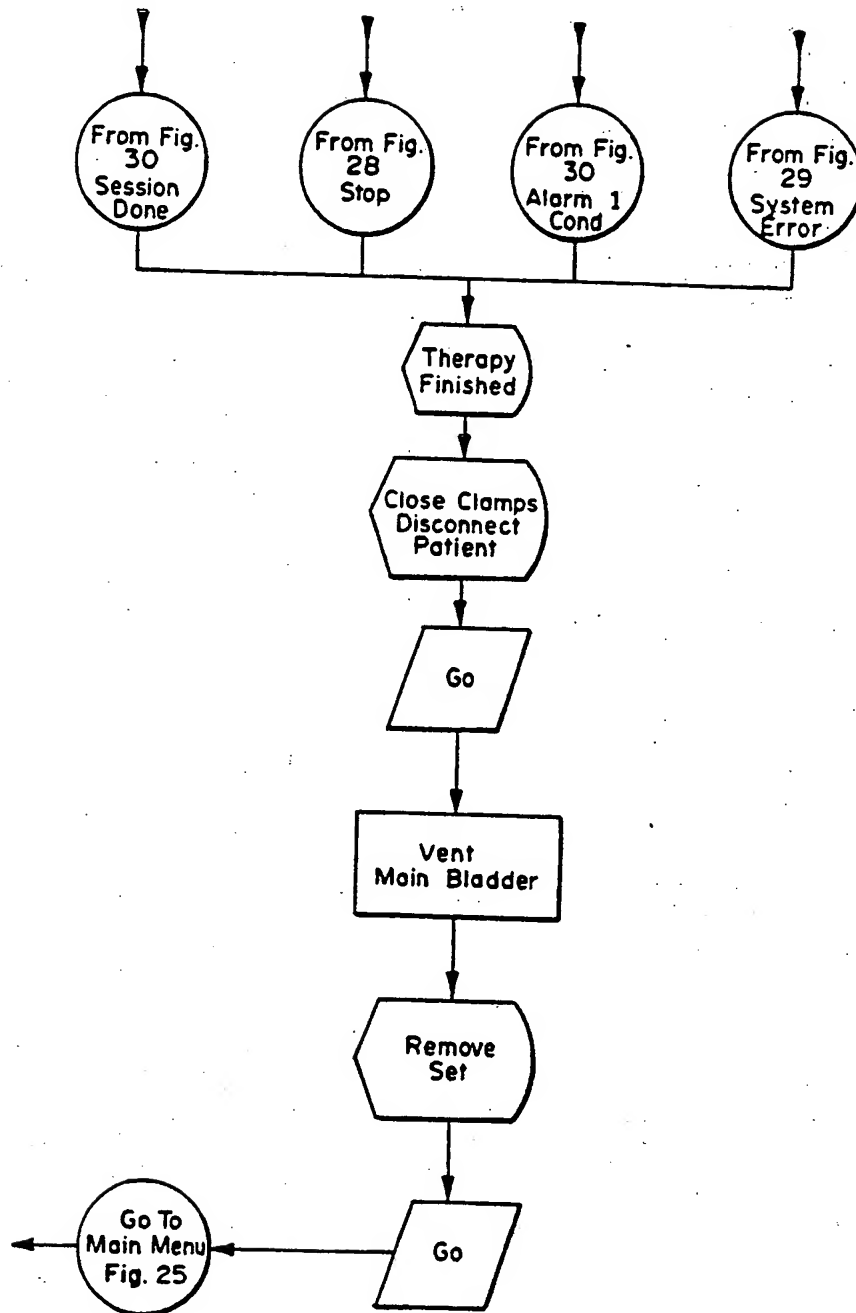 From Fig.
30
Session
Done
From Fig.
28
Stop
From Fig.
30
Alarm 1
Cond
From Fig.
29
System
Error
Therapy
Finished
Close Clamps
Disconnect
Patient
Go
Vent
Main Bladder
Remove
Set
Go
Go To
Main Menu
Fig. 25